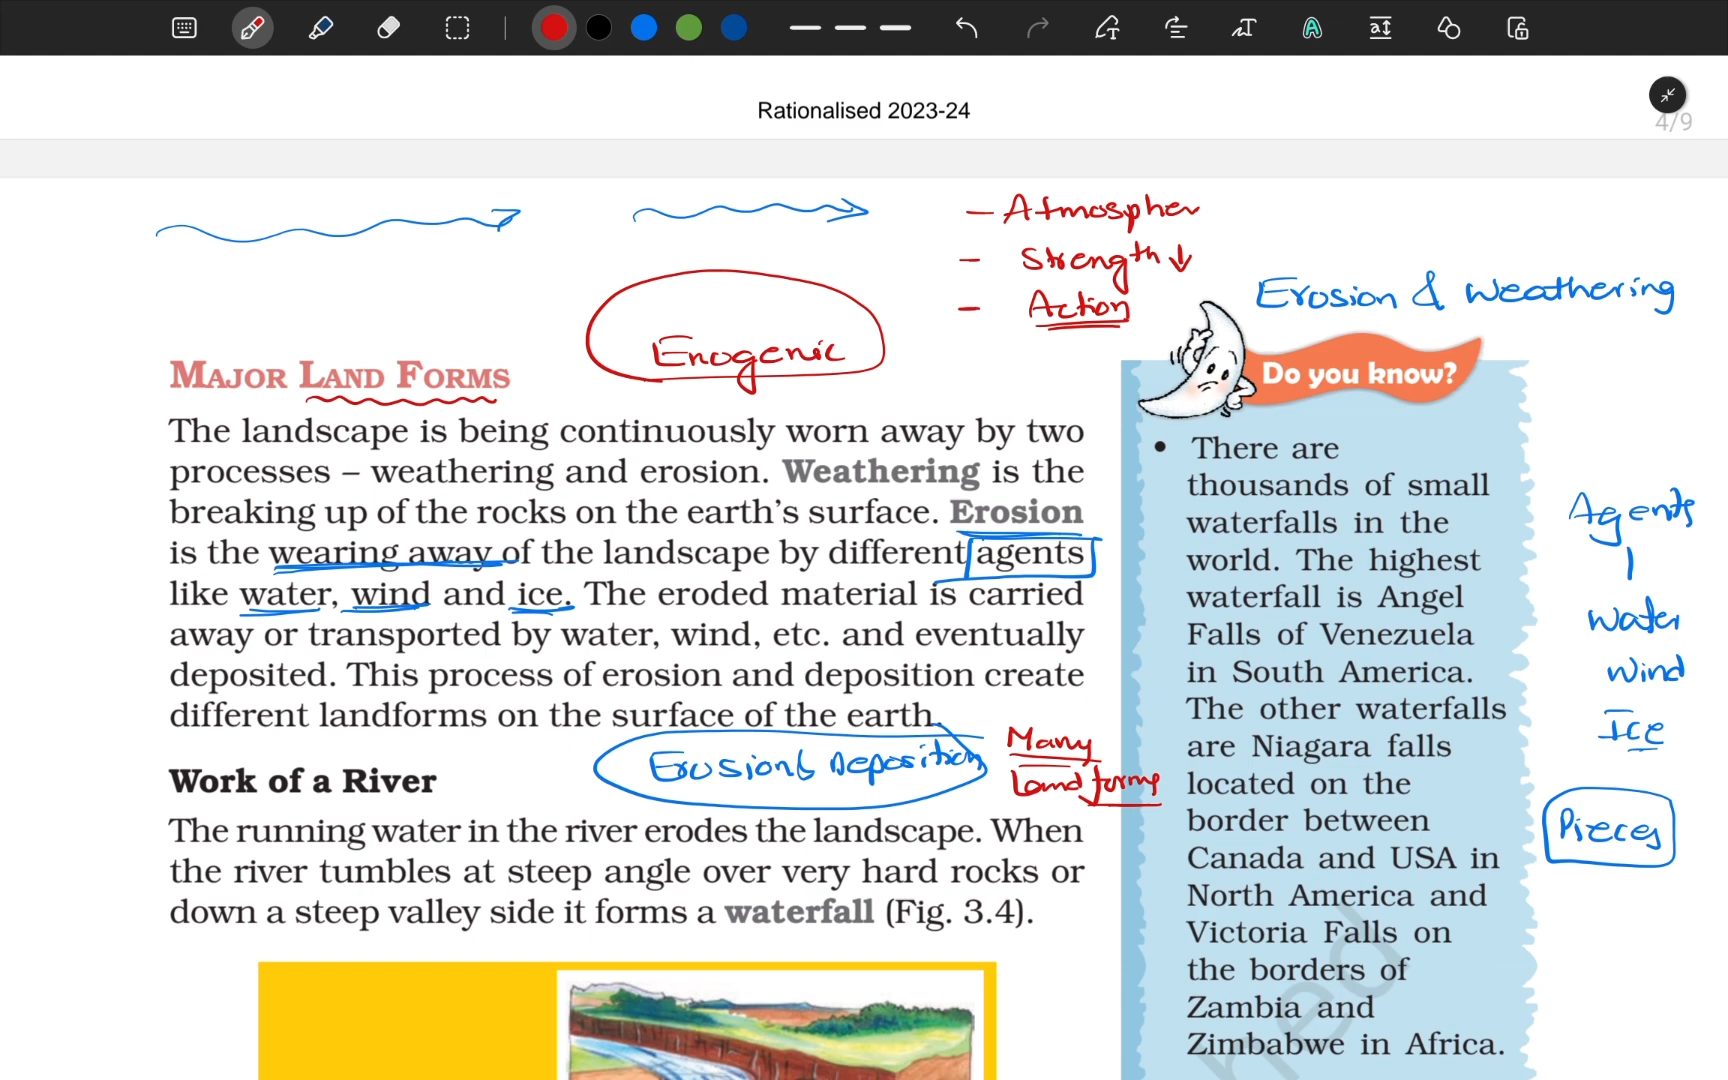 Rationalised 2023-24
4/9
- Atmospher
- Strength ↓
- Action
Erosion & Weathering
Enogenic
MAJOR LAND FORMS
The landscape is being continuously worn away by two
processes – weathering and erosion. Weathering is the
breaking up of the rocks on the earth's surface. Erosion
is the wearing away of the landscape by different agents
like water, wind and ice. The eroded material is carried
away or transported by water, wind, etc. and eventually
deposited. This process of erosion and deposition create
different landforms on the surface of the earth.
Erosion & Deposition
Many
Land forms
Work of a River
The running water in the river erodes the landscape. When
the river tumbles at steep angle over very hard rocks or
down a steep valley side it forms a waterfall (Fig. 3.4).
Do you know?
• There are
thousands of small
waterfalls in the
world. The highest
waterfall is Angel
Falls of Venezuela
in South America.
The other waterfalls
are Niagara falls
located on the
border between
Canada and USA in
North America and
Victoria Falls on
the borders of
Zambia and
Zimbabwe in Africa.
Agents
Water
Wind
Ice
Pieces